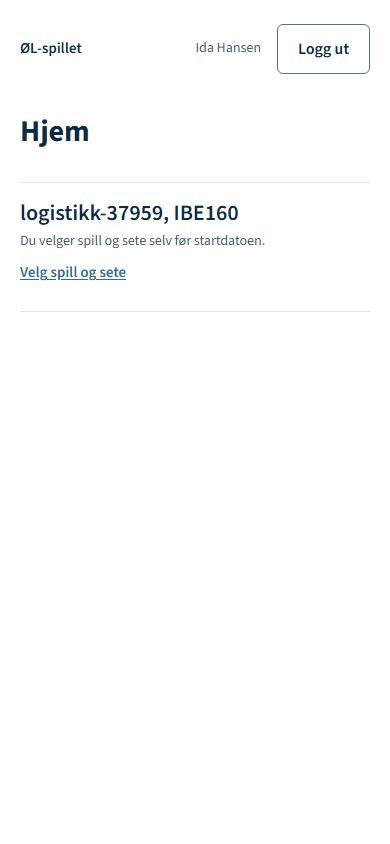 ØL-spillet
Ida Hansen
Logg ut
Hjem
logistikk-37959, IBE160
Du velger spill og sete selv før startdatoen.
Velg spill og sete